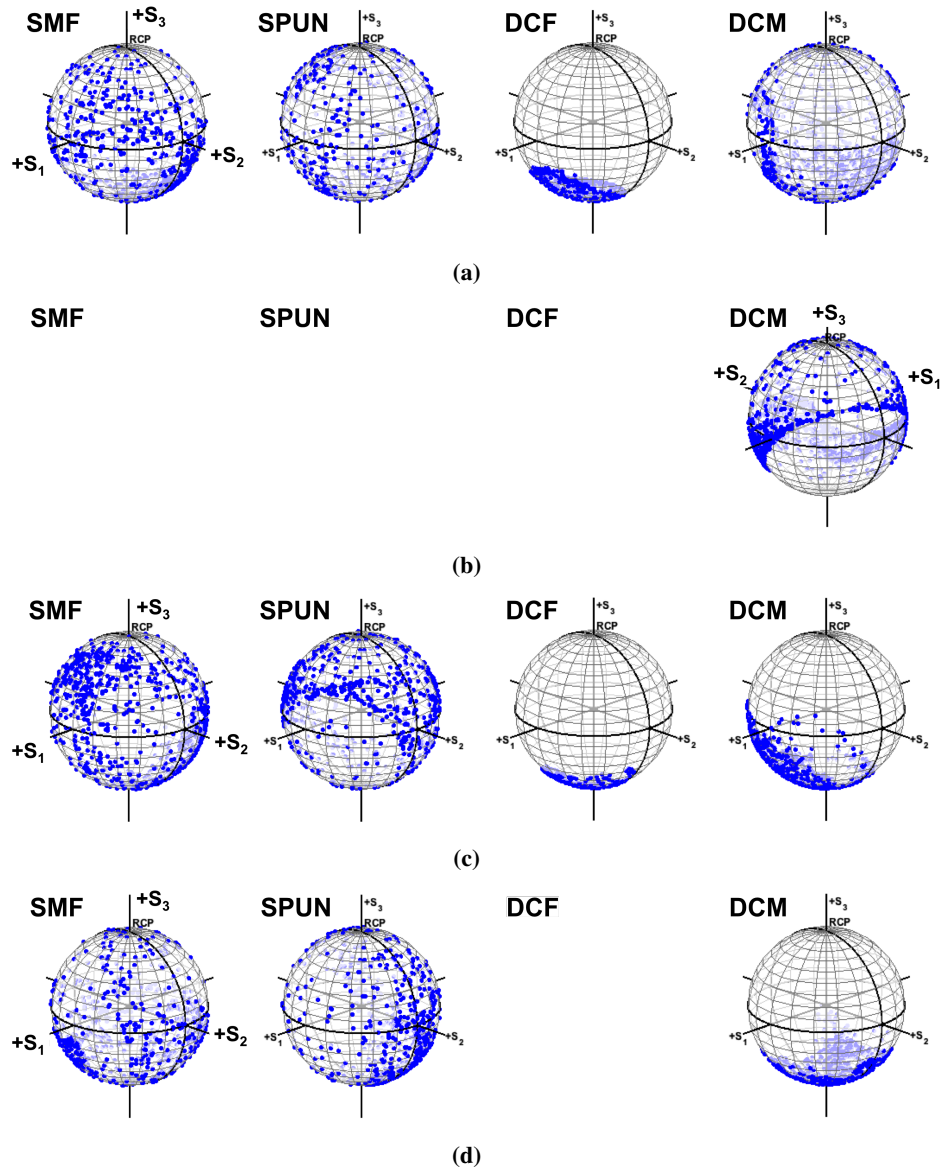 SMF SPUN DCF DCM
+S3 +S3 +S3 +S3
RCP RCP RCP RCP
+S1 +S2 +S1 +S2 +S1 +S2 +S1 +S2
(a)
SMF SPUN DCF DCM
+S3
RCP
+S2 +S1
(b)
SMF SPUN DCF DCM
+S3 +S3 +S3 +S3
RCP RCP RCP RCP
+S1 +S2 +S1 +S2 +S1 +S2 +S1 +S2
(c)
SMF SPUN DCF DCM
+S3 +S3 +S3
RCP RCP RCP
+S1 +S2 +S1 +S2 +S1 +S2
(d)